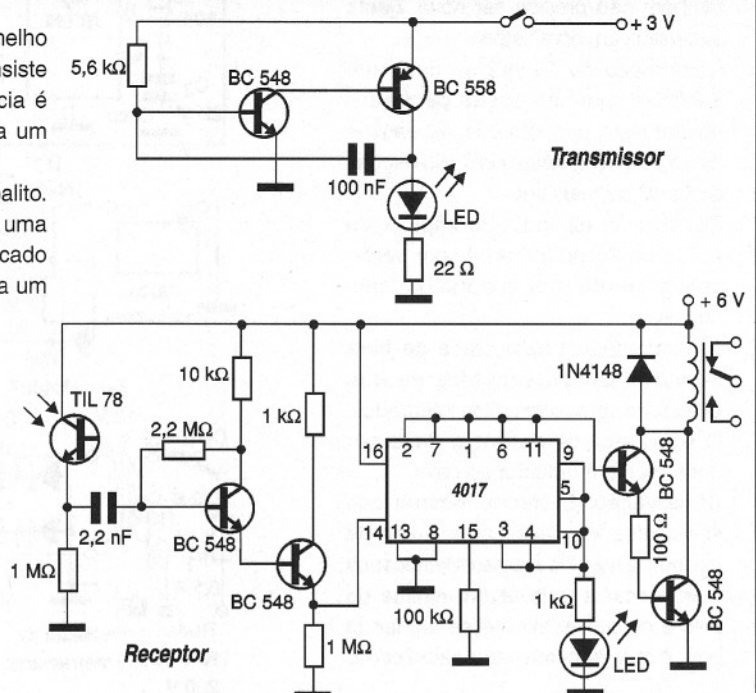 nelho
nsiste
cia é
a um
palito.
uma
cado
a um
+ 3 V
5,6 kΩ
BC 548
BC 558
Transmissor
100 nF
LED
22 Ω
+ 6 V
TIL 78
10 kΩ
1 kΩ
1N4148
2,2 MΩ
16 2 7 1 6 11 9
4017
5
BC 548
14 13 8 15 3 4 10
2,2 nF
BC 548
100 Ω
1 MΩ
BC 548
100 kΩ
1 kΩ
BC 548
1 MΩ
LED
Receptor